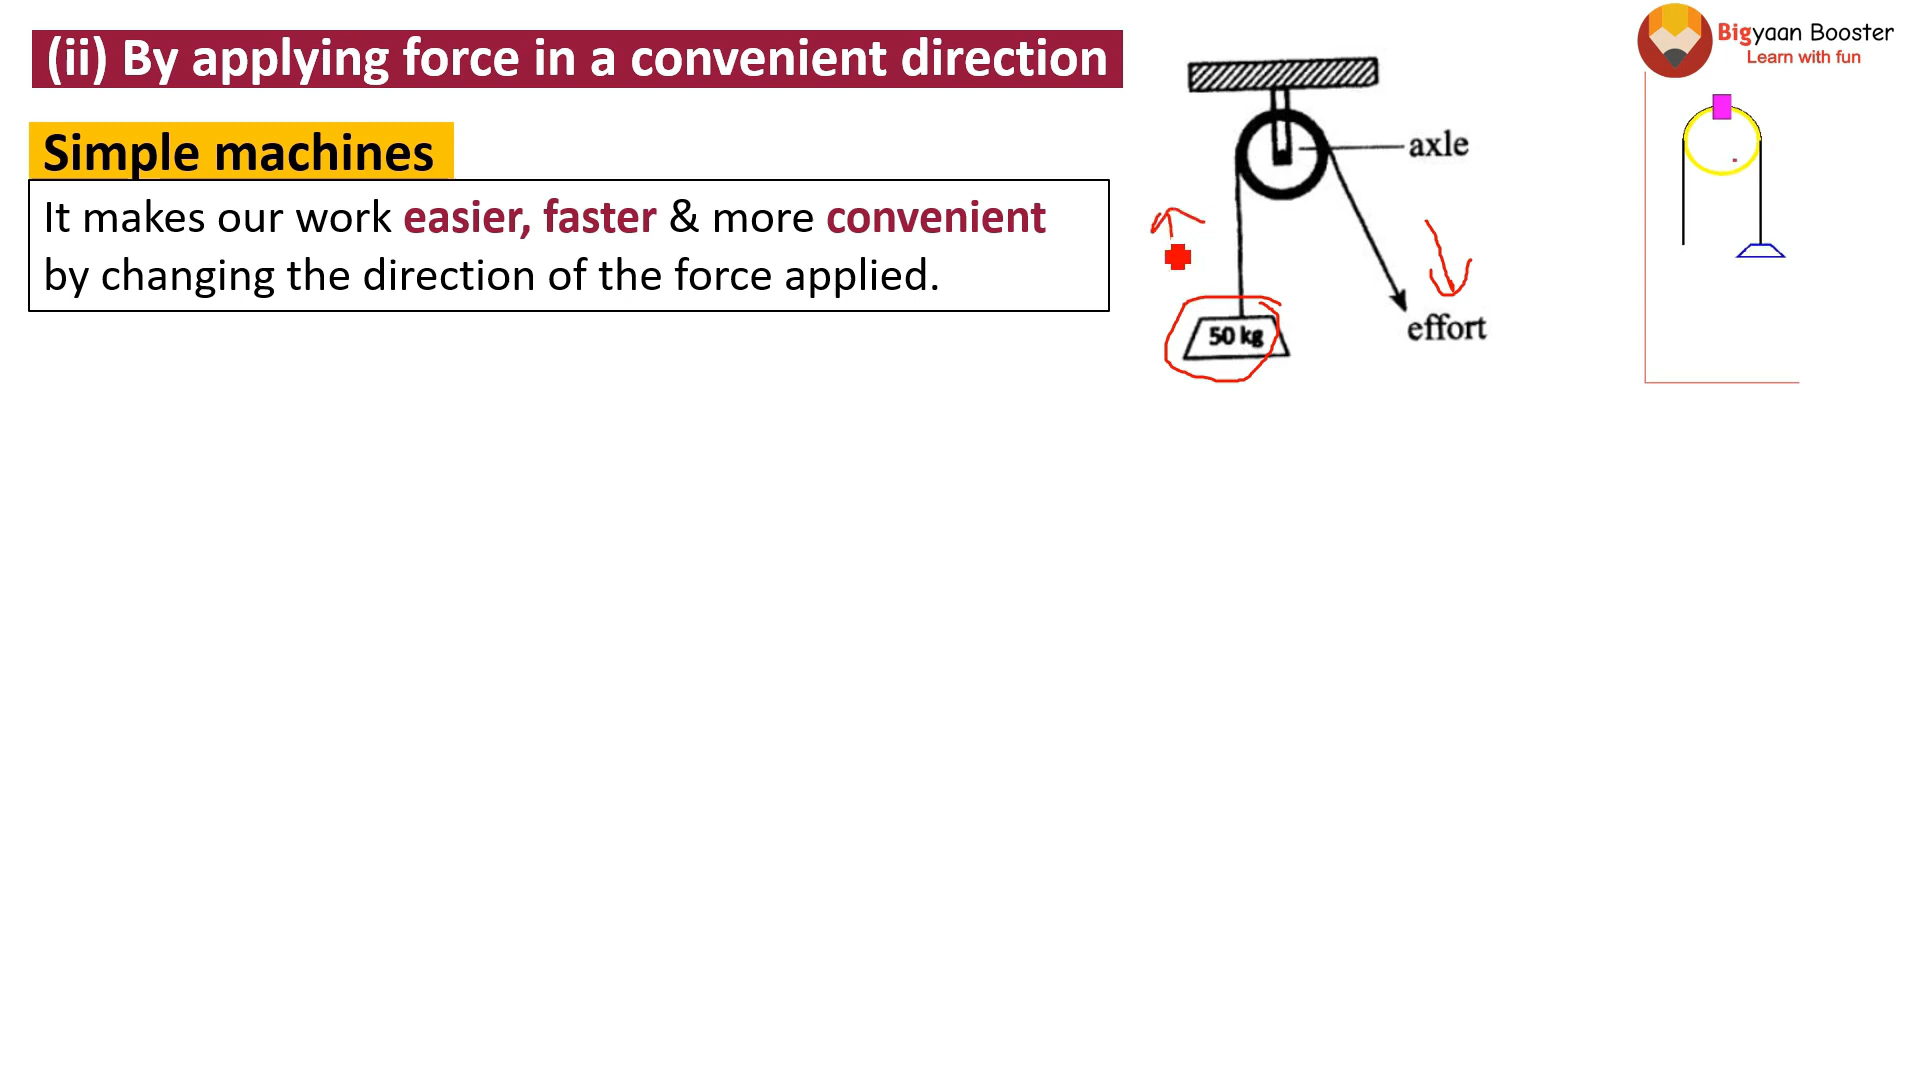 (ii) By applying force in a convenient direction
Simple machines
It makes our work easier, faster & more convenient
by changing the direction of the force applied.
axle
effort
50 kg
Bigyaan Booster
Learn with fun